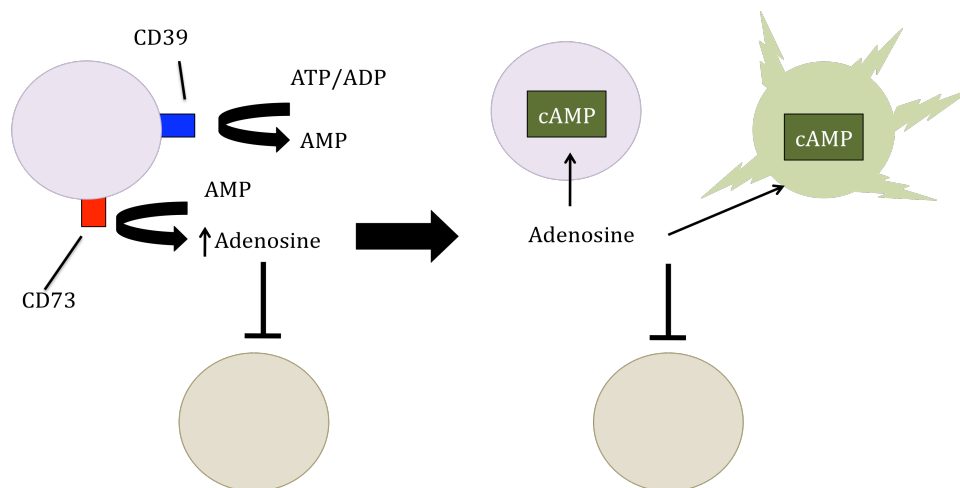 CD39
ATP/ADP
AMP
AMP
Adenosine
CD73
cAMP
cAMP
Adenosine